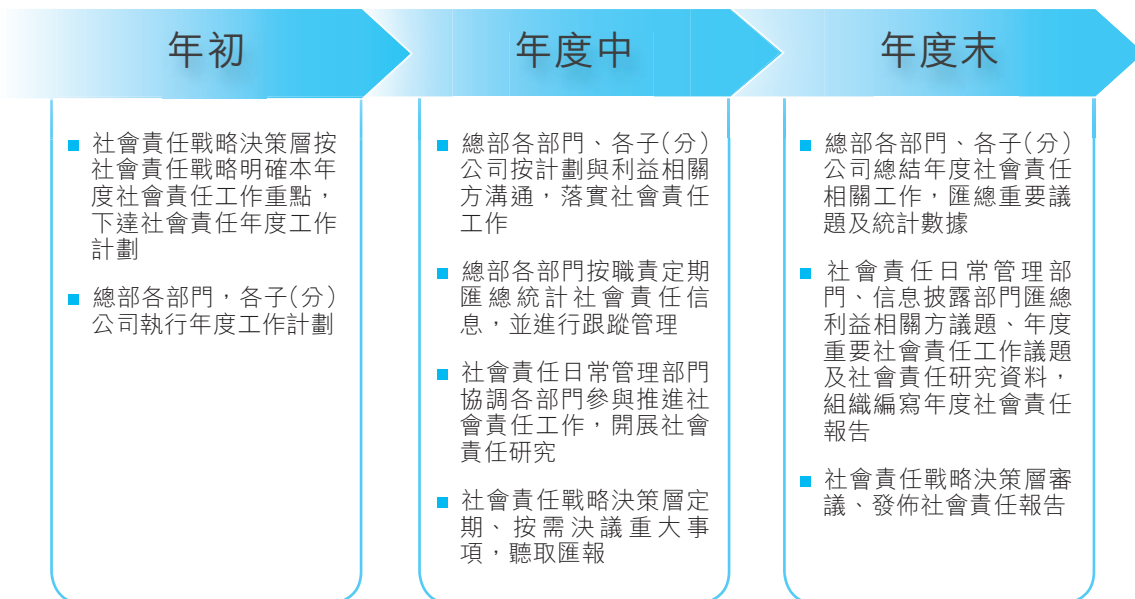 年初
社會責任戰略決策層按
社會責任戰略明確本年
度社會責任工作重點，
下達社會責任年度工作
計劃
總部各部門，各子(分)
公司執行年度工作計劃
年度中
總部各部門、各子(分)
公司按計劃與利益相關
方溝通，落實社會責任
工作
總部各部門按職責定期
匯總統計社會責任信
息，並進行跟蹤管理
社會責任日常管理部門
協調各部門參與推進社
會責任工作，開展社會
責任研究
社會責任戰略決策層定
期、按需決議重大事
項，聽取匯報
年度末
總部各部門、各子(分)
公司總結年度社會責任
相關工作，匯總重要議
題及統計數據
社會責任日常管理部
門、信息披露部門匯總
利益相關方議題、年度
重要社會責任工作議題
及社會責任研究資料，
組織編寫年度社會責任
報告
社會責任戰略決策層審
議、發佈社會責任報告